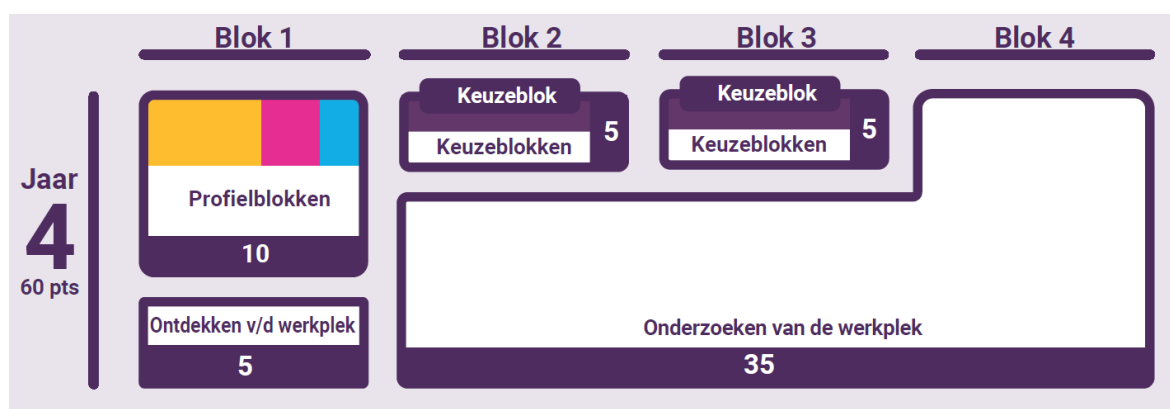 Blok 1
Blok 2
Blok 3
Blok 4
Jaar
4
60 pts
Profielblokken
10
Ontdekken v/d werkplek
5
Keuzeblok
Keuzeblokken
5
Keuzeblok
Keuzeblokken
5
Onderzoeken van de werkplek
35